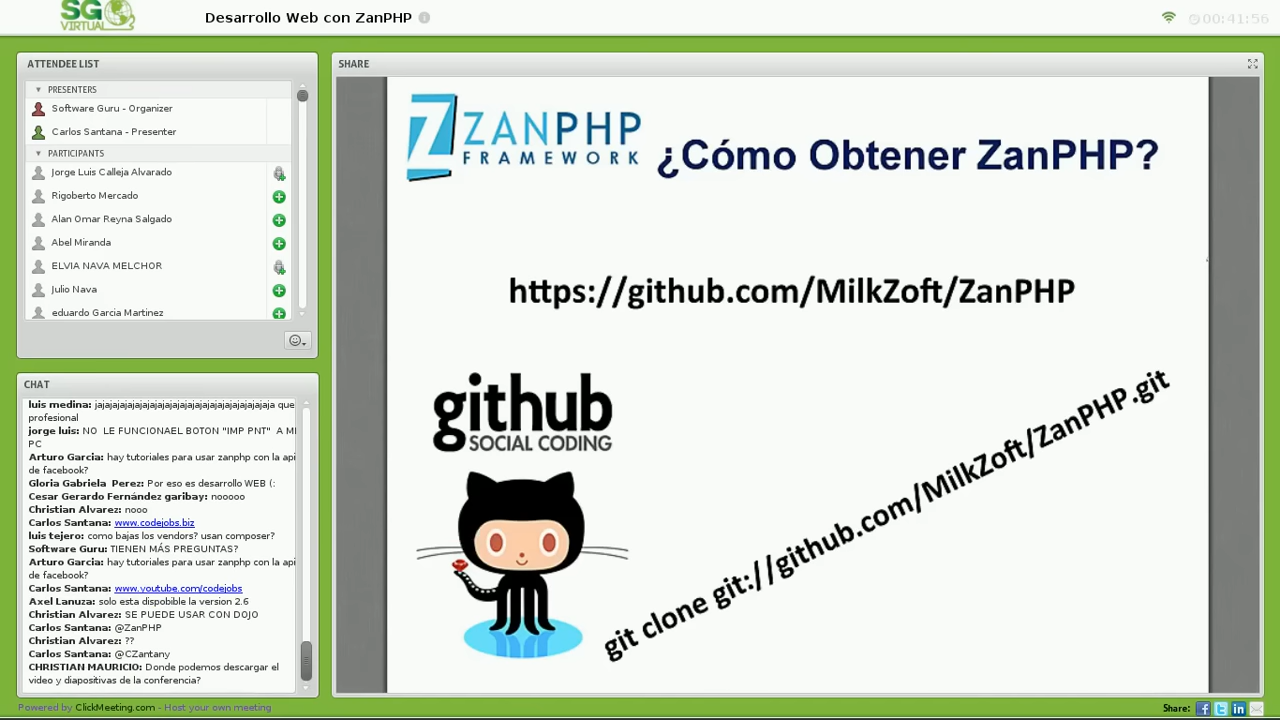 SG
VIRTUAL
Desarrollo Web con ZanPHP
00:41:56
ATTENDEE LIST
PRESENTERS
Software Guru - Organizer
Carlos Santana - Presenter
PARTICIPANTS
Jorge Luis Calleja Alvarado
Rigoberto Mercado
Alan Omar Reyna Salgado
Abel Miranda
ELVIA NAVA MELCHOR
Julio Nava
eduardo Garcia Martinez
CHAT
luis medina: jajajajajajajajajajajajajajajajajajajajajajaja que
profesional
jorge luis: NO LE FUNCIONAEL BOTON "IMP PNT" A MI
PC
Arturo Garcia: hay tutoriales para usar zanphp con la api
de facebook?
Gloria Gabriela Perez: Por eso es desarrollo WEB (:
Cesar Gerardo Fernández garibay: nooooo
Christian Alvarez: nooo
Carlos Santana: www.codejobs.biz
luis tejero: como bajas los vendors? usan composer?
Software Guru: TIENEN MÁS PREGUNTAS?
Arturo Garcia: hay tutoriales para usar zanphp con la api
de facebook?
Carlos Santana: www.youtube.com/codejobs
Axel Lanuza: solo esta dispobible la version 2.6
Christian Alvarez: SE PUEDE USAR CON DOJO
Carlos Santana: @ZanPHP
Christian Alvarez: ??
Carlos Santana: @CZantany
CHRISTIAN MAURICIO: Donde podemos descargar el
video y diapositivas de la conferencia?
SHARE
Z ZANPHP
FRAMEWORK
¿Cómo Obtener ZanPHP?
https://github.com/MilkZoft/ZanPHP
github
SOCIAL CODING
git clone git://github.com/MilkZoft/ZanPHP.git
Powered by ClickMeeting.com - Host your own meeting
Share: